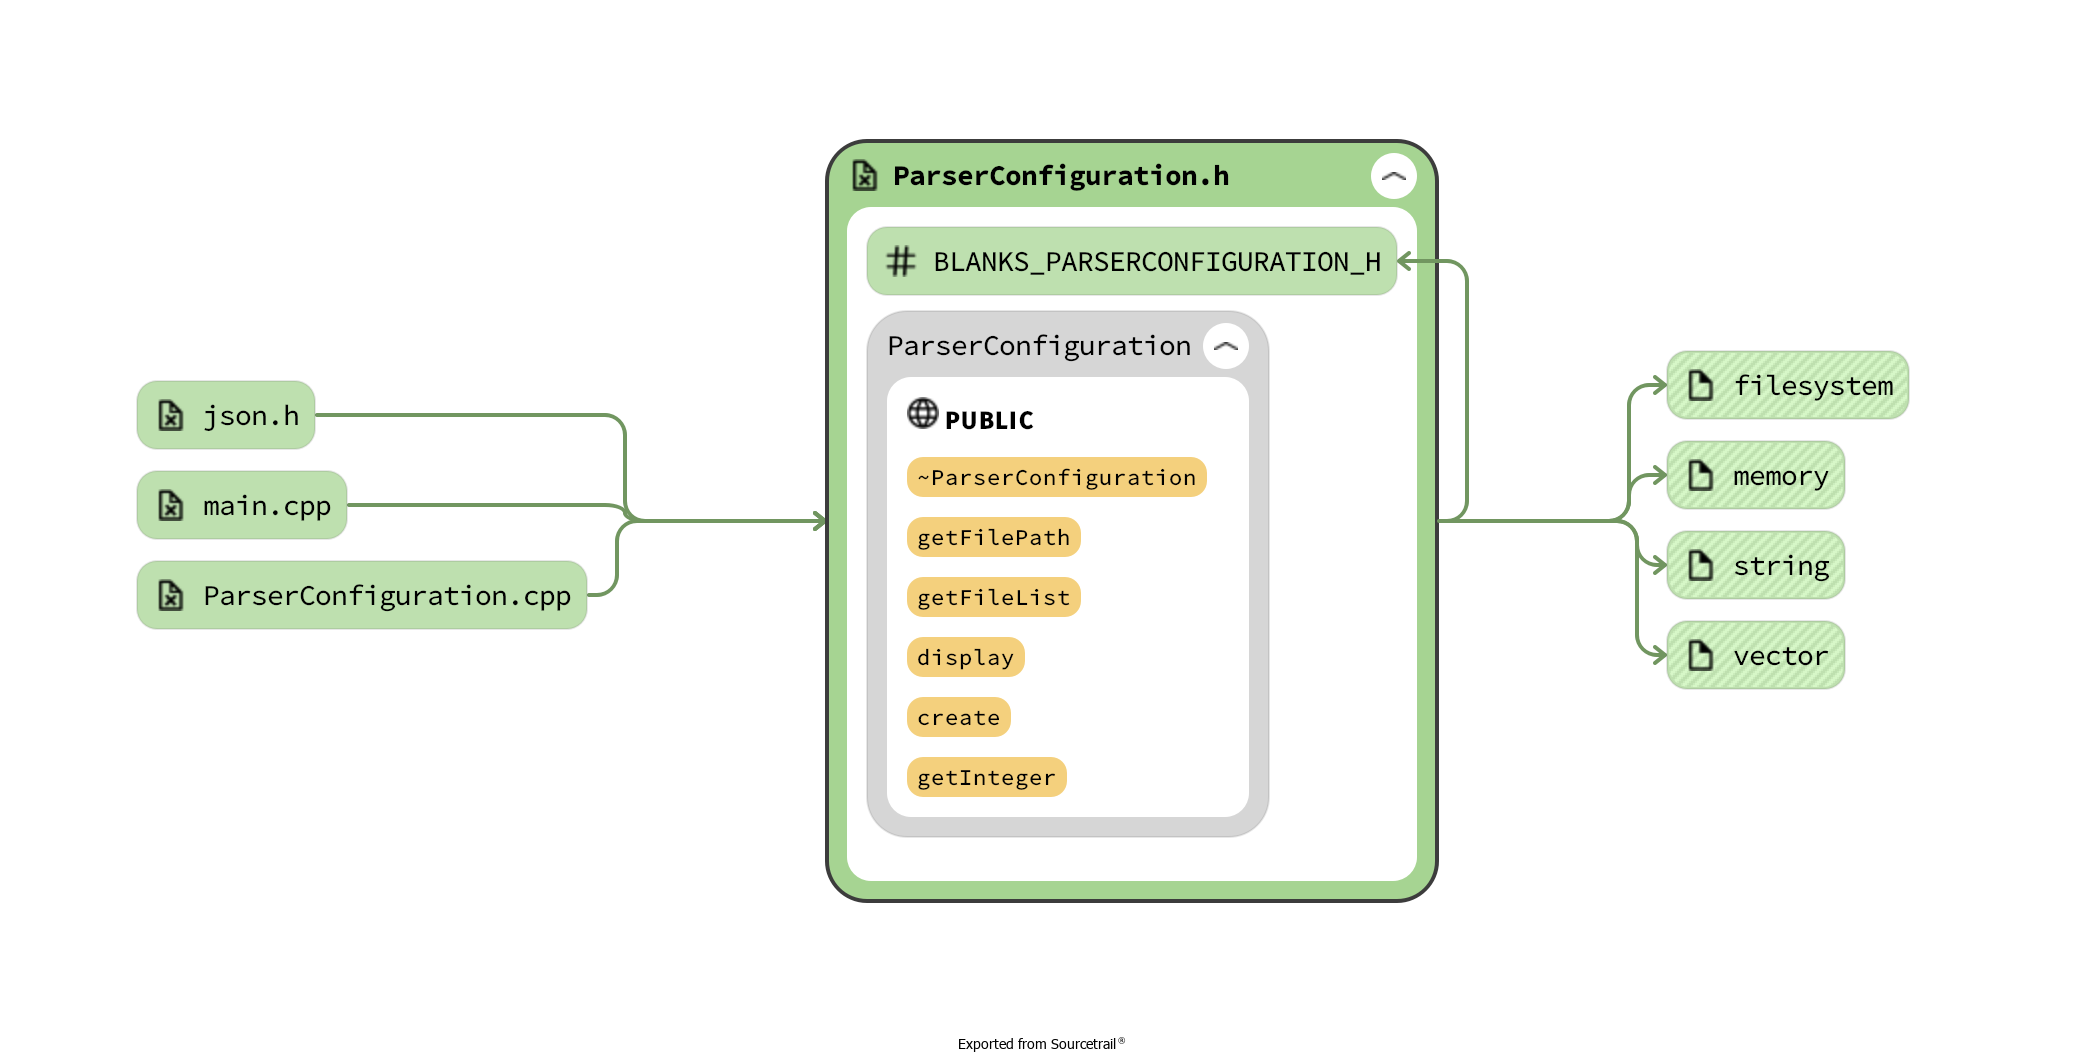 ParserConfiguration.h
# BLANKS_PARSERCONFIGURATION_H
ParserConfiguration
PUBLIC
~ParserConfiguration
getFilePath
getFileList
display
create
getInteger
json.h
main.cpp
ParserConfiguration.cpp
filesystem
memory
string
vector
Exported from Sourcetrail®